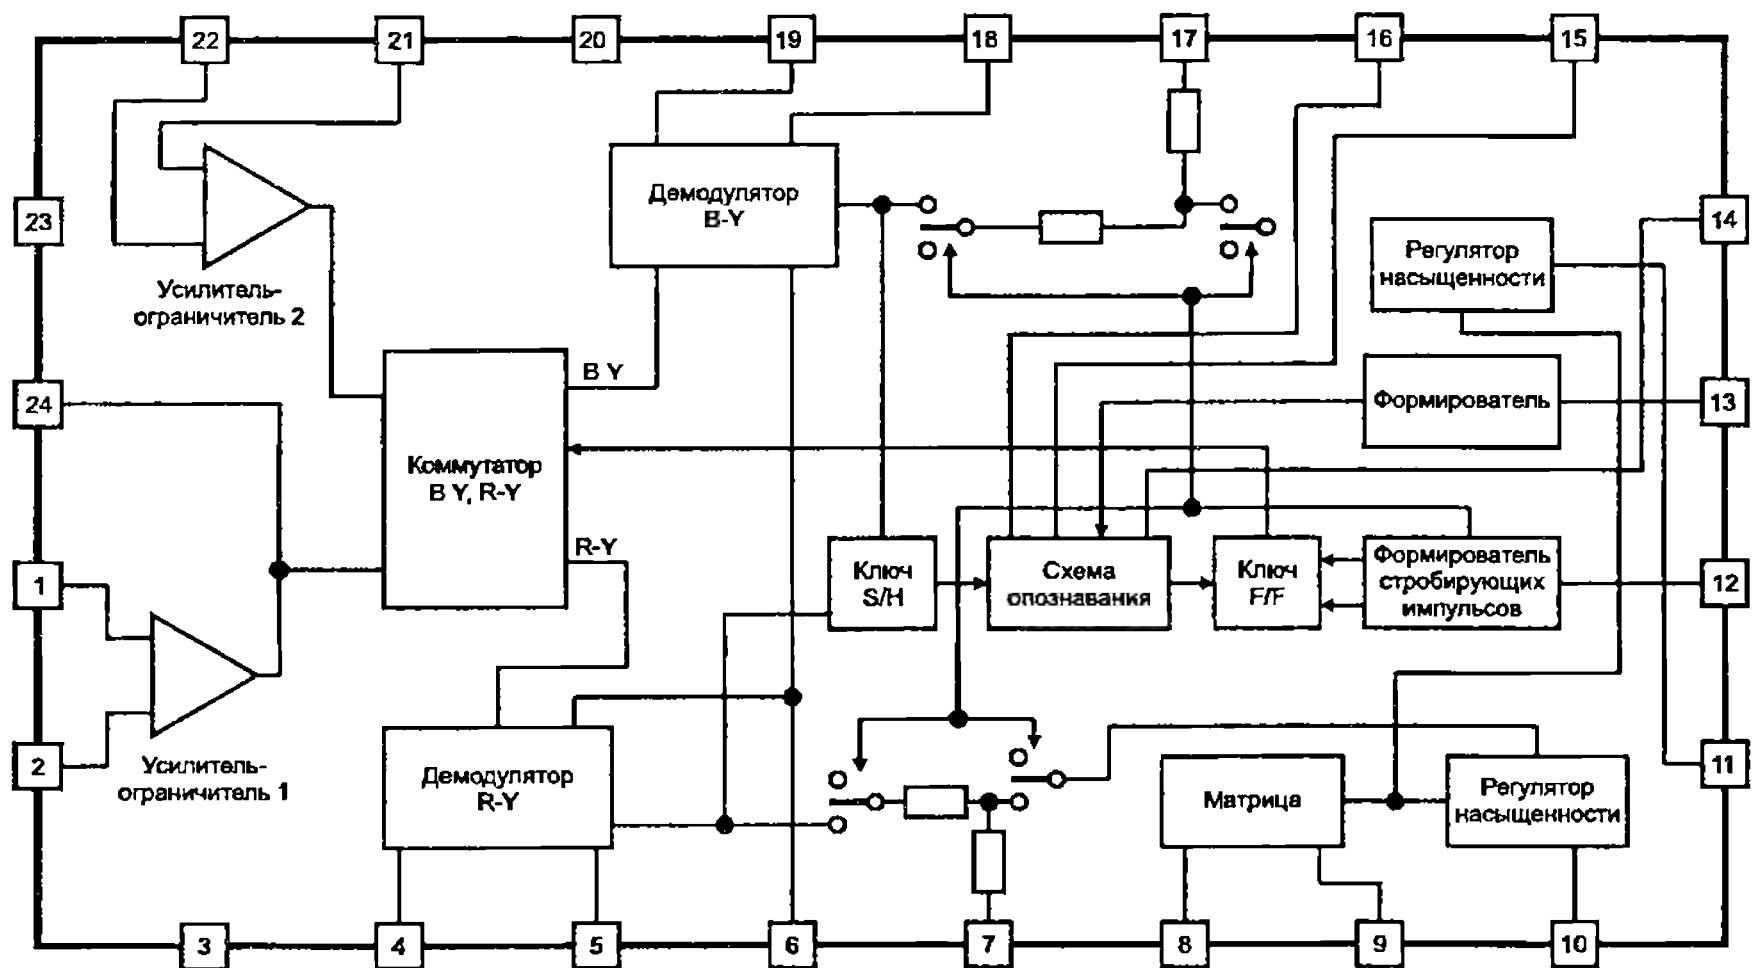 22
21
20
19
18
17
16
15
Демодулятор
B-Y
23
14
Регулятор
насыщенности
Усилитель-
ограничитель 2
B Y
24
Формирователь
13
Коммутатор
B Y, R-Y
R-Y
1
Ключ
S/H
Схема
опознавания
Ключ
F/F
Формирователь
стробирующих
импульсов
12
2
Усилитель-
ограничитель 1
Демодулятор
R-Y
Матрица
Регулятор
насыщенности
11
3
4
5
6
7
8
9
10